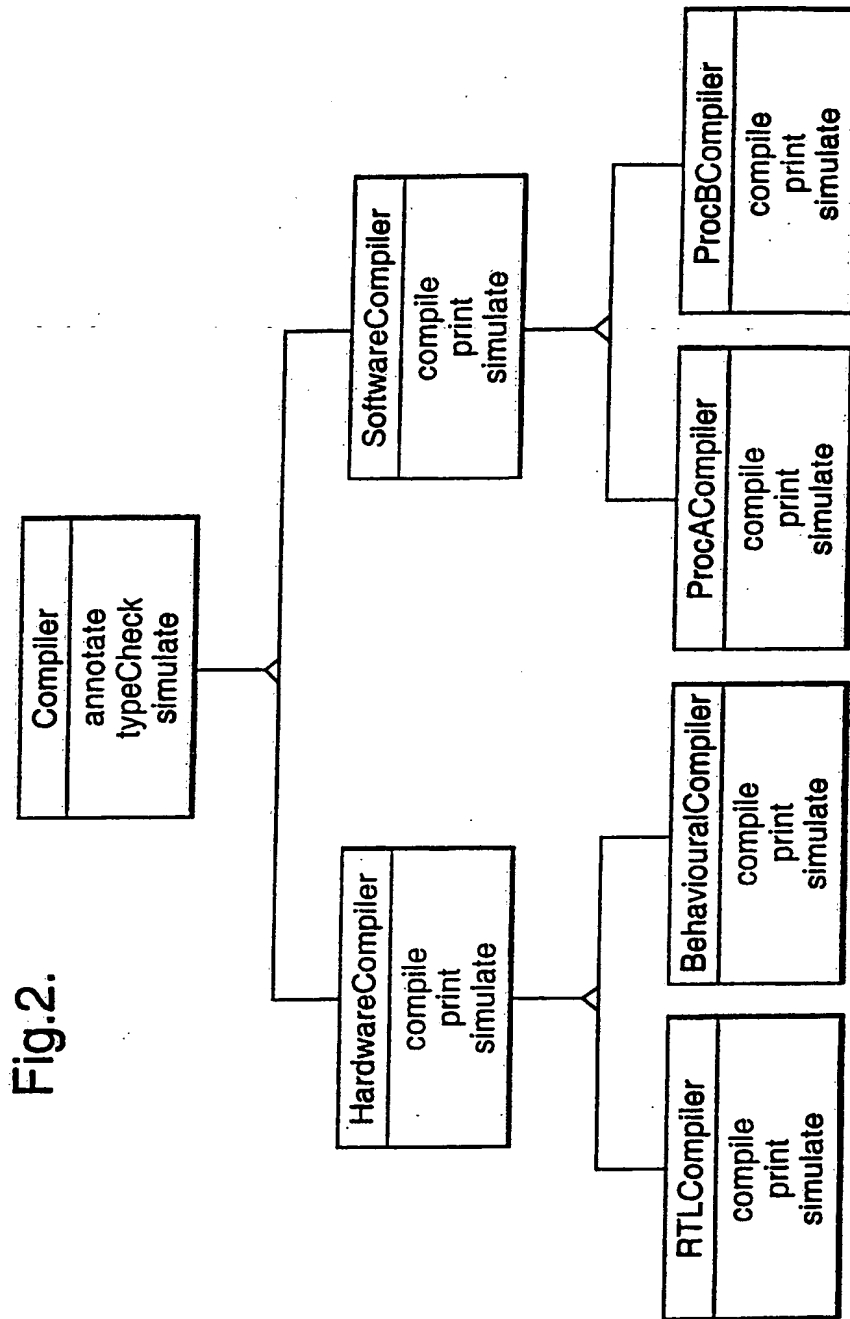 Fig.2.
Compiler
annotate
typeCheck
simulate
HardwareCompiler
compile
print
simulate
SoftwareCompiler
compile
print
simulate
RTLCompiler
compile
print
simulate
BehaviouralCompiler
compile
print
simulate
ProcACompiler
compile
print
simulate
ProcBCompiler
compile
print
simulate